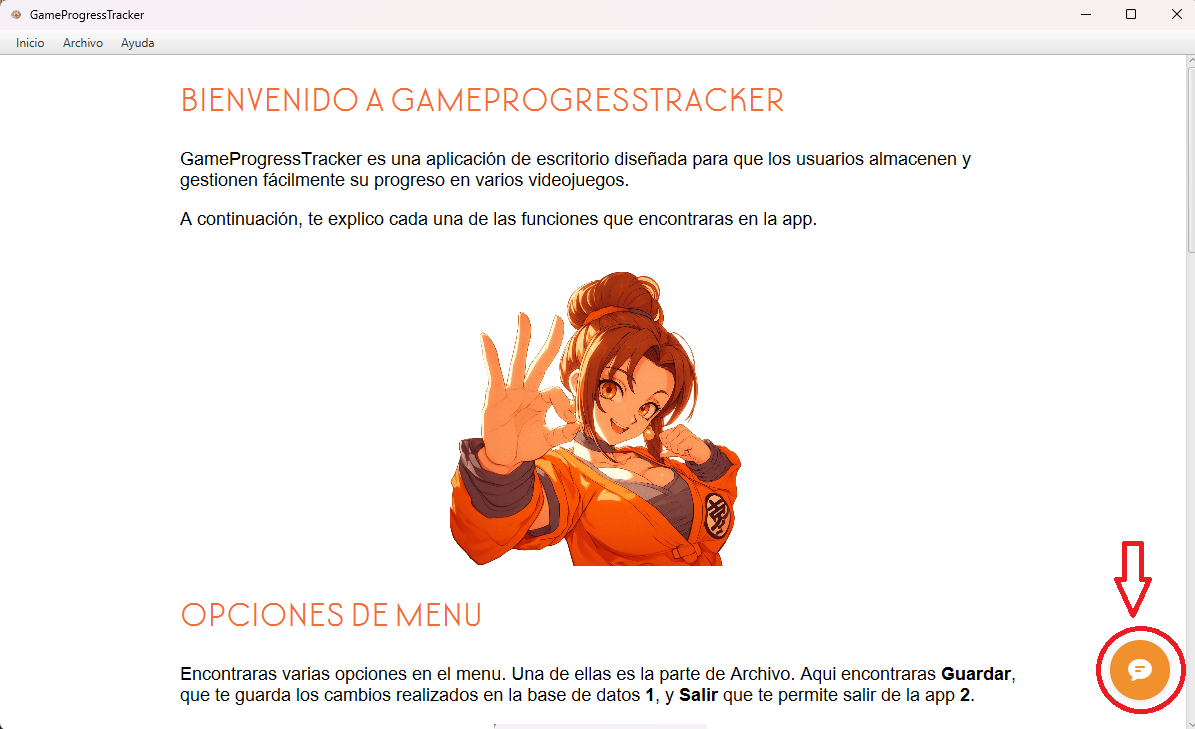 GameProgressTracker
Inicio Archivo Ayuda
BIENVENIDO A GAMEPROGRESSTRACKER
GameProgressTracker es una aplicación de escritorio diseñada para que los usuarios almacenen y
gestionen fácilmente su progreso en varios videojuegos.
A continuación, te explico cada una de las funciones que encontraras en la app.
OPCIONES DE MENU
Encontraras varias opciones en el menu. Una de ellas es la parte de Archivo. Aqui encontraras Guardar,
que te guarda los cambios realizados en la base de datos 1, y Salir que te permite salir de la app 2.